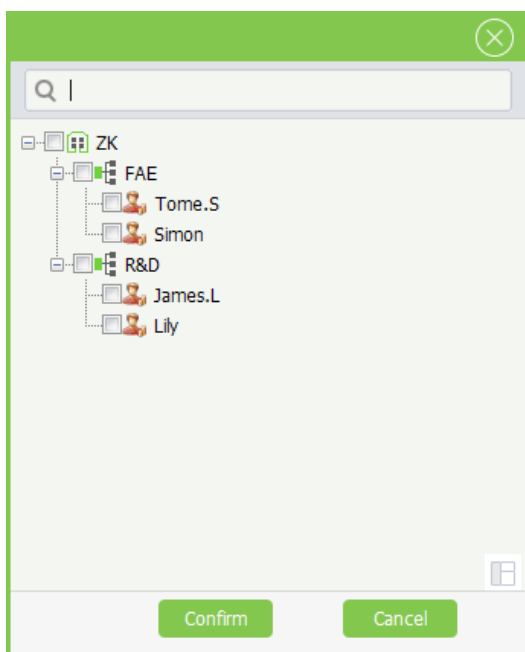 ZK
FAE
Tome.S
Simon
R&D
James.L
Lily
Confirm
Cancel